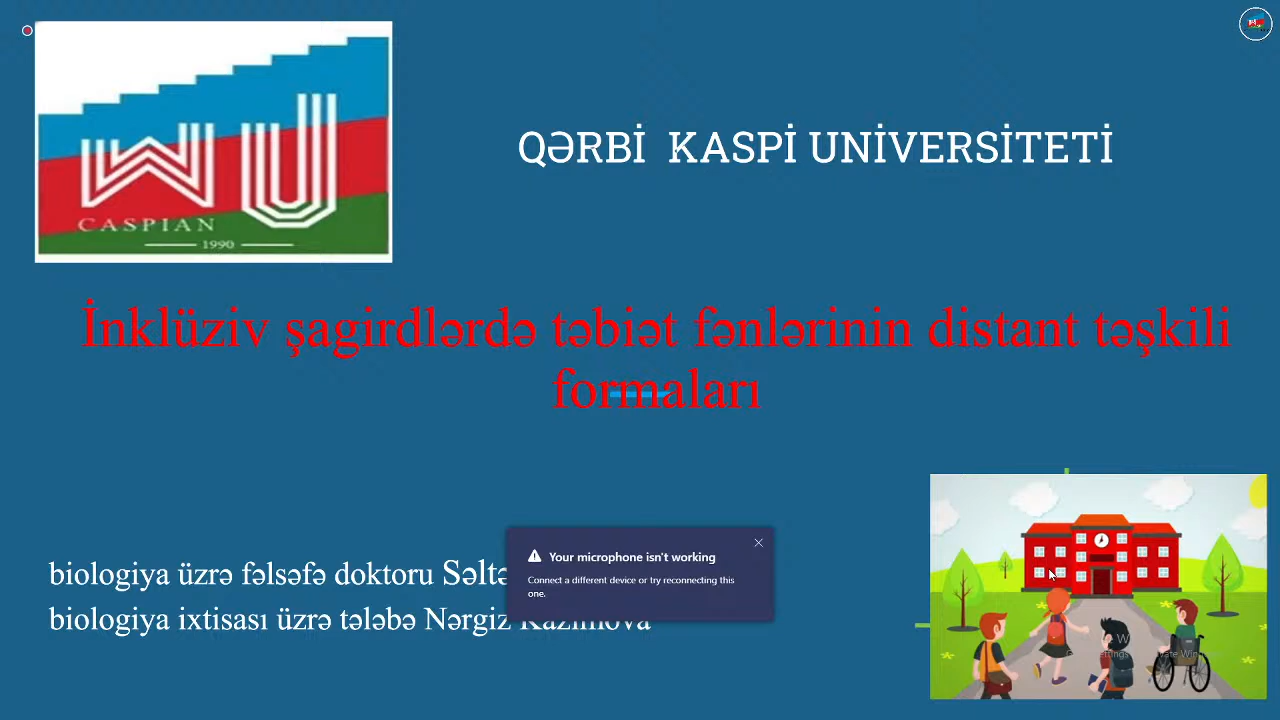 CASPIAN
1990
QƏRBİ KASPİ UNİVERSİTETİ
İnklüziv şagirdlərdə təbiət fənlərinin distant təşkili
formaları
biologiya üzrə fəlsəfə doktoru
biologiya ixtisası üzrə tələbə Nərgiz Kazımova
Your microphone isn't working
Connect a different device or try reconnecting this
one.